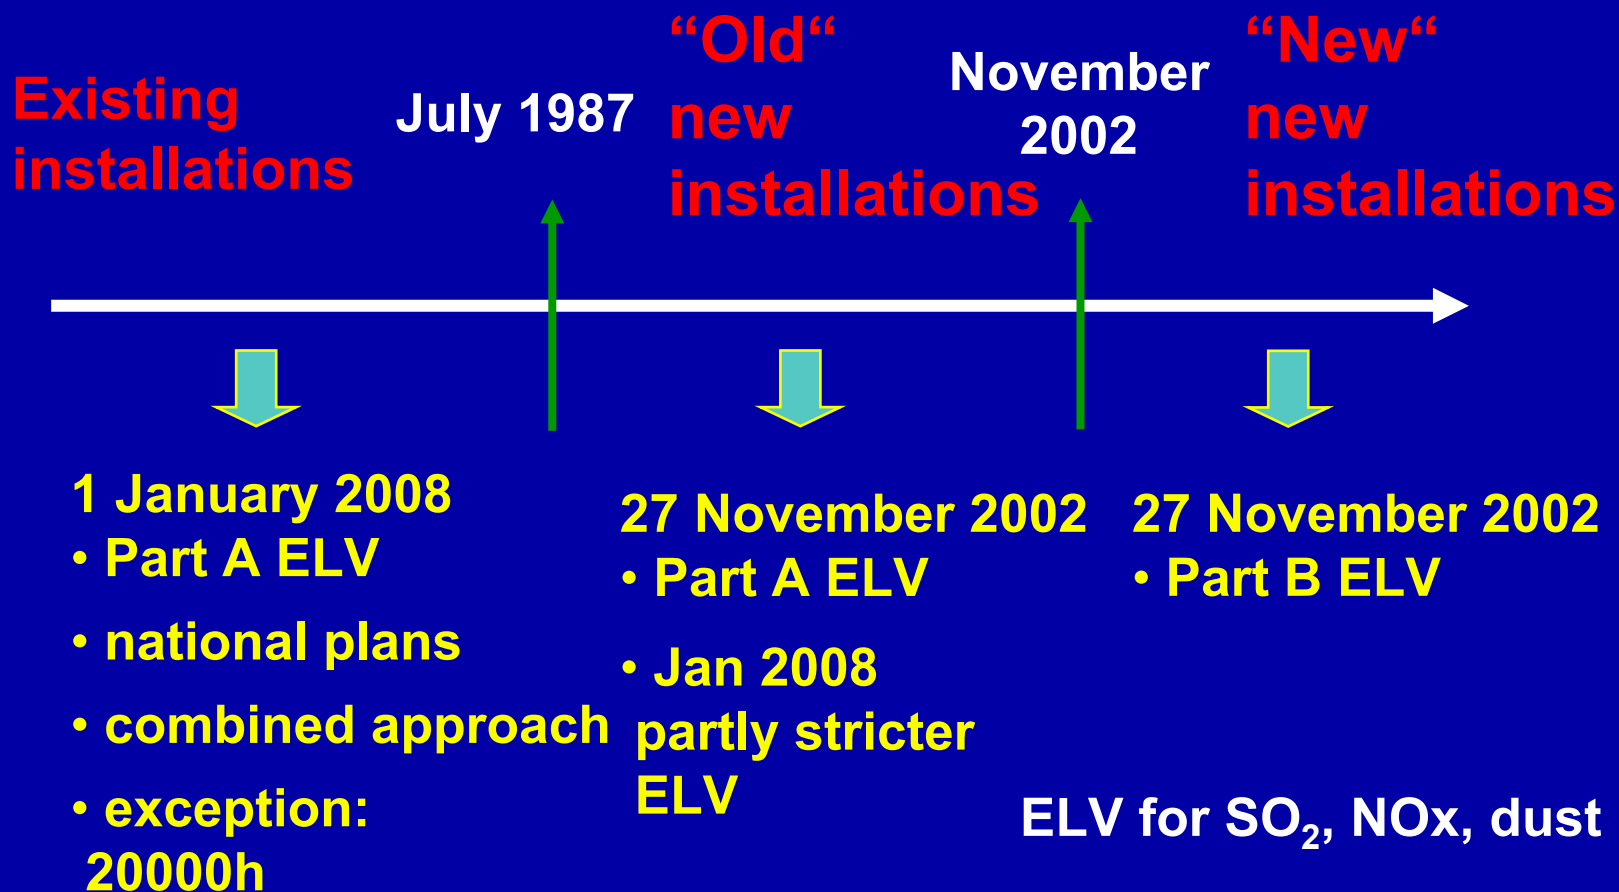 Existing
installations
July 1987
“Old“
new
installations
November
2002
“New“
new
installations
1 January 2008
• Part A ELV
• national plans
• combined approach
• exception:
20000h
27 November 2002
• Part A ELV
• Jan 2008
partly stricter
ELV
27 November 2002
• Part B ELV
ELV for SO₂, NOx, dust